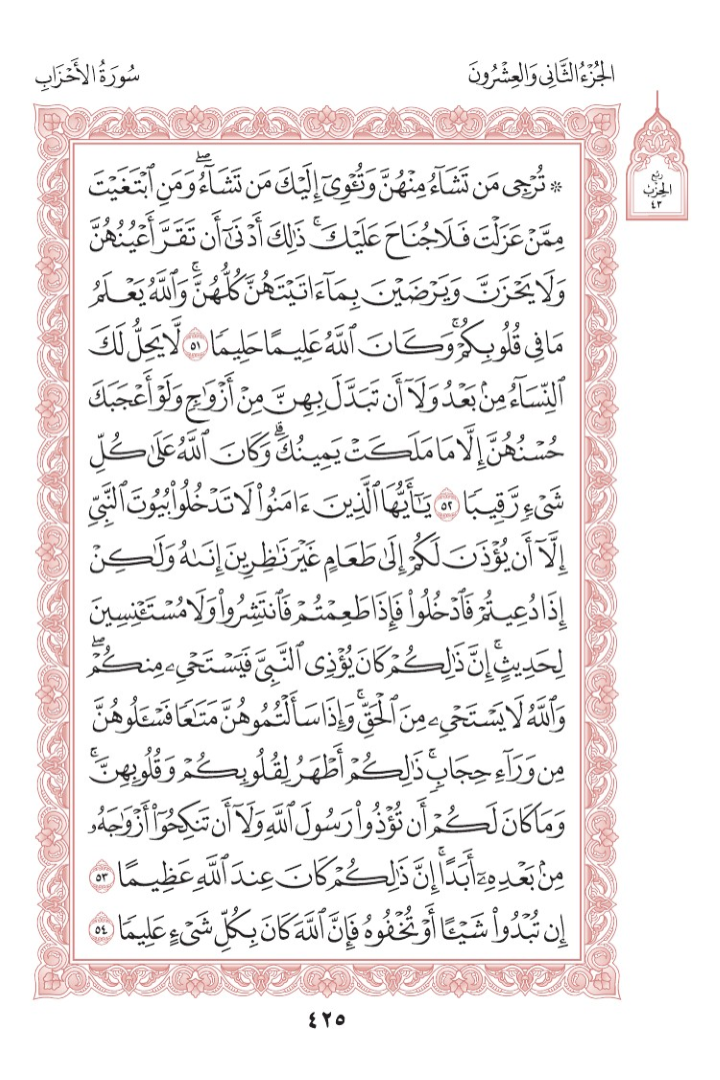 الجُزْءُ الثَّانِي وَالعِشْرُونَ
سُورَةُ الأَحْزَابِ
ربع
الحزب
٤٣
۞ تُرۡجِي مَن تَشَآءُ مِنۡهُنَّ وَتُـٔۡوِيٓ إِلَيۡكَ مَن تَشَآءُۖ وَمَنِ ٱبۡتَغَيۡتَ
مِمَّنۡ عَزَلۡتَ فَلَا جُنَاحَ عَلَيۡكَۚ ذَٰلِكَ أَدۡنَىٰٓ أَن تَقَرَّ أَعۡيُنُهُنَّ
وَلَا يَحۡزَنَّ وَيَرۡضَيۡنَ بِمَآ ءَاتَيۡتَهُنَّ كُلُّهُنَّۚ وَٱللَّهُ يَعۡلَمُ
مَا فِي قُلُوبِكُمۡۚ وَكَانَ ٱللَّهُ عَلِيمًا حَلِيمٗا ٥١ لَّا يَحِلُّ لَكَ
ٱلنِّسَآءُ مِنۢ بَعۡدُ وَلَآ أَن تَبَدَّلَ بِهِنَّ مِنۡ أَزۡوَٰجٖ وَلَوۡ أَعۡجَبَكَ
حُسۡنُهُنَّ إِلَّا مَا مَلَكَتۡ يَمِينُكَۗ وَكَانَ ٱللَّهُ عَلَىٰ كُلِّ
شَيۡءٖ رَّقِيبٗا ٥٢ يَـٰٓأَيُّهَا ٱلَّذِينَ ءَامَنُواْ لَا تَدۡخُلُواْ بُيُوتَ ٱلنَّبِيِّ
إِلَّآ أَن يُؤۡذَنَ لَكُمۡ إِلَىٰ طَعَامٍ غَيۡرَ نَٰظِرِينَ إِنَىٰهُ وَلَٰكِنۡ
إِذَا دُعِيتُمۡ فَٱدۡخُلُواْ فَإِذَا طَعِمۡتُمۡ فَٱنتَشِرُواْ وَلَا مُسۡتَـٔۡنِسِينَ
لِحَدِيثٍۚ إِنَّ ذَٰلِكُمۡ كَانَ يُؤۡذِي ٱلنَّبِيَّ فَيَسۡتَحۡيِۦ مِنكُمۡۖ
وَٱللَّهُ لَا يَسۡتَحۡيِۦ مِنَ ٱلۡحَقِّۚ وَإِذَا سَأَلۡتُمُوهُنَّ مَتَٰعٗا فَسۡـَٔلُوهُنَّ
مِن وَرَآءِ حِجَابٖۚ ذَٰلِكُمۡ أَطۡهَرُ لِقُلُوبِكُمۡ وَقُلُوبِهِنَّۚ
وَمَا كَانَ لَكُمۡ أَن تُؤۡذُواْ رَسُولَ ٱللَّهِ وَلَآ أَن تَنكِحُوٓاْ أَزۡوَٰجَهُۥ
مِنۢ بَعۡدِهِۦٓ أَبَدًاۚ إِنَّ ذَٰلِكُمۡ كَانَ عِندَ ٱللَّهِ عَظِيمًا ٥٣
إِن تُبۡدُواْ شَيۡـًٔا أَوۡ تُخۡفُوهُ فَإِنَّ ٱللَّهَ كَانَ بِكُلِّ شَيۡءٍ عَلِيمٗا ٥٤
٤٢٥